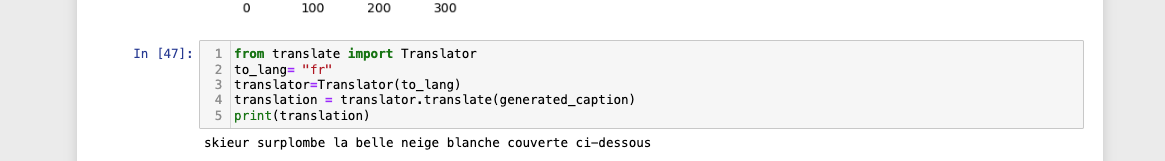 0 100 200 300
In [47]:
1 from translate import Translator
2 to_lang= "fr"
3 translator=Translator(to_lang)
4 translation = translator.translate(generated_caption)
5 print(translation)
skieur surplombe la belle neige blanche couverte ci-dessous